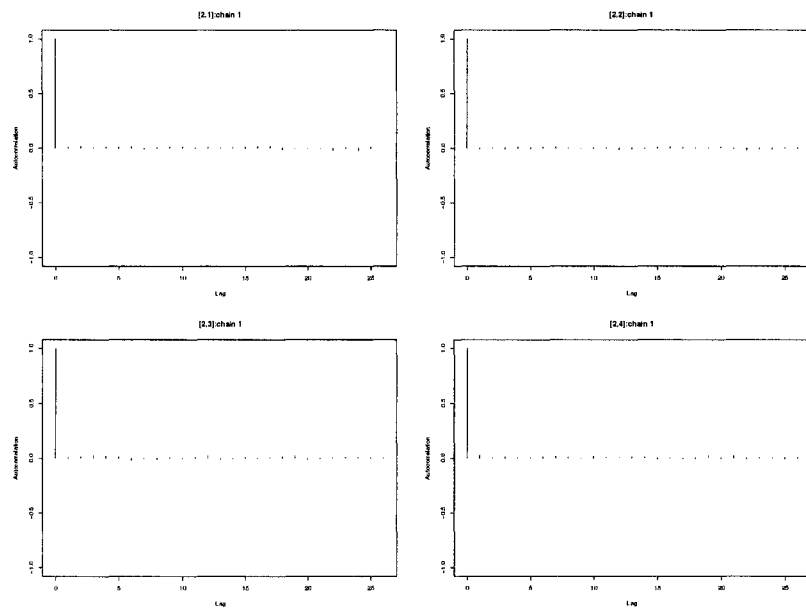 [2,1]:chain 1
1.0
0.5
0.0
-0.5
-1.0
Autocorrelation
0 5 10 15 20 25
Lag
[2,2]:chain 1
1.0
0.5
0.0
-0.5
-1.0
Autocorrelation
0 5 10 15 20 25
Lag
[2,3]:chain 1
1.0
0.5
0.0
-0.5
-1.0
Autocorrelation
0 5 10 15 20 25
Lag
[2,4]:chain 1
1.0
0.5
0.0
-0.5
-1.0
Autocorrelation
0 5 10 15 20 25
Lag